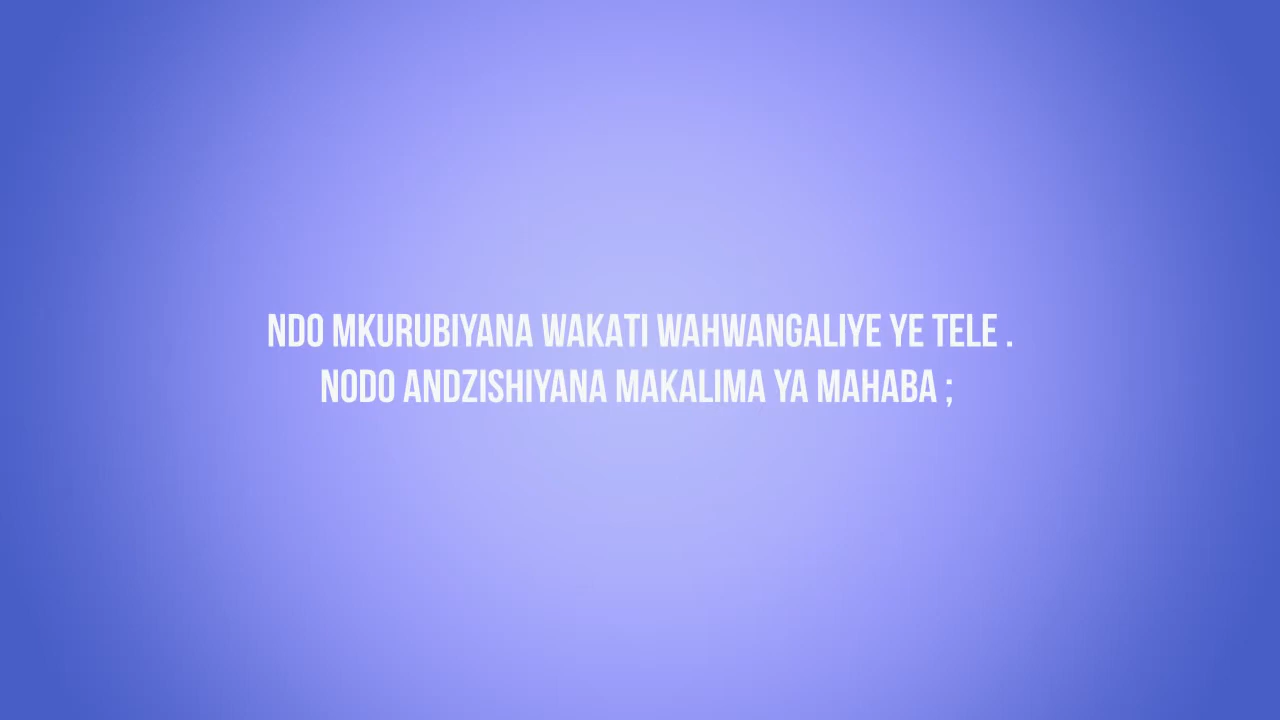 NDO MKURUBIYANA WAKATI WAHWANGALIYE YE TELE .
NODO ANDZISHIYANA MAKALIMA YA MAHABA ;